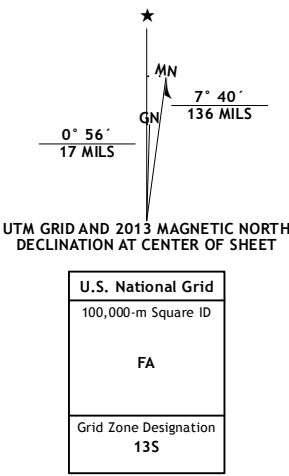 ★
MN
7° 40´
136 MILS
GN
0° 56´
17 MILS
UTM GRID AND 2013 MAGNETIC NORTH
DECLINATION AT CENTER OF SHEET
U.S. National Grid
100,000-m Square ID
FA
Grid Zone Designation
13S